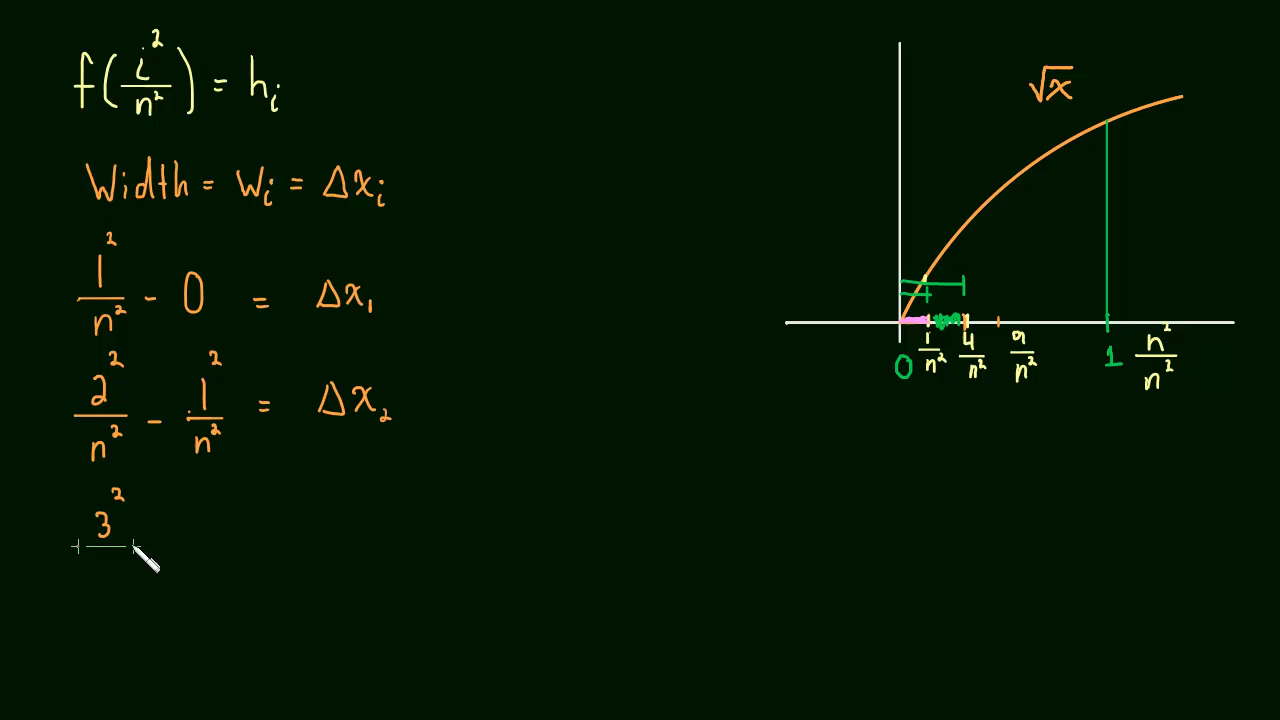 f(i²/n²) = hᵢ
Width = wᵢ = Δxᵢ
1²/n² - 0 = Δx₁
2²/n² - 1²/n² = Δx₂
3²
√x
0 1/n² 4/n² 9/n² 1 n²/n²